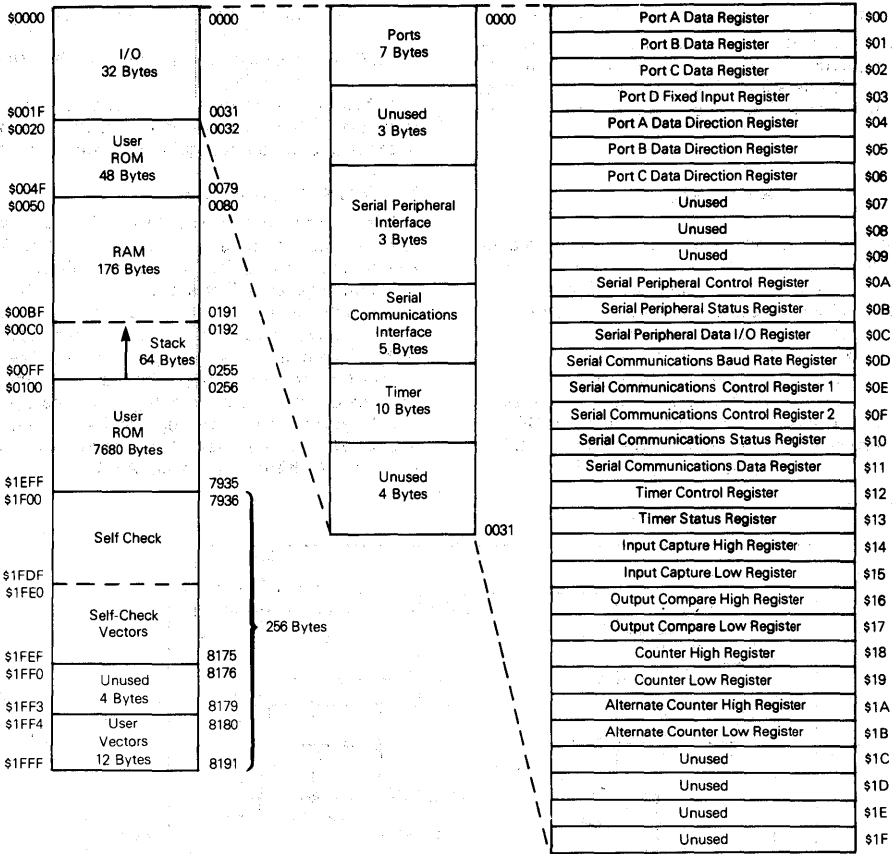 $0000
0000
I/O
32 Bytes
$001F
0031
$0020
0032
User
ROM
48 Bytes
$004F
0079
$0050
0080
RAM
176 Bytes
$00BF
0191
$00C0
0192
Stack
64 Bytes
$00FF
0255
$0100
0256
User
ROM
7680 Bytes
$1EFF
7935
$1F00
7936
Self Check
$1FDF
$1FE0
Self-Check
Vectors
256 Bytes
$1FEF
8175
$1FF0
8176
Unused
4 Bytes
$1FF3
8179
$1FF4
8180
User
Vectors
12 Bytes
$1FFF
8191
0000
Ports
7 Bytes
Unused
3 Bytes
Serial Peripheral
Interface
3 Bytes
Serial
Communications
Interface
5 Bytes
Timer
10 Bytes
Unused
4 Bytes
0031
Port A Data Register $00
Port B Data Register $01
Port C Data Register $02
Port D Fixed Input Register $03
Port A Data Direction Register $04
Port B Data Direction Register $05
Port C Data Direction Register $06
Unused $07
Unused $08
Unused $09
Serial Peripheral Control Register $0A
Serial Peripheral Status Register $0B
Serial Peripheral Data I/O Register $0C
Serial Communications Baud Rate Register $0D
Serial Communications Control Register 1 $0E
Serial Communications Control Register 2 $0F
Serial Communications Status Register $10
Serial Communications Data Register $11
Timer Control Register $12
Timer Status Register $13
Input Capture High Register $14
Input Capture Low Register $15
Output Compare High Register $16
Output Compare Low Register $17
Counter High Register $18
Counter Low Register $19
Alternate Counter High Register $1A
Alternate Counter Low Register $1B
Unused $1C
Unused $1D
Unused $1E
Unused $1F